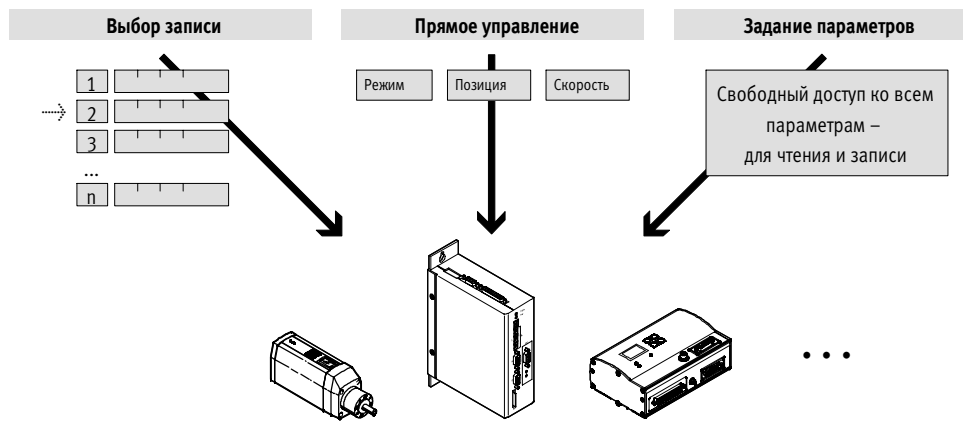 Выбор записи
Прямое управление
Задание параметров
1
2
3
...
n
Режим
Позиция
Скорость
Свободный доступ ко всем
параметрам –
для чтения и записи
• • •